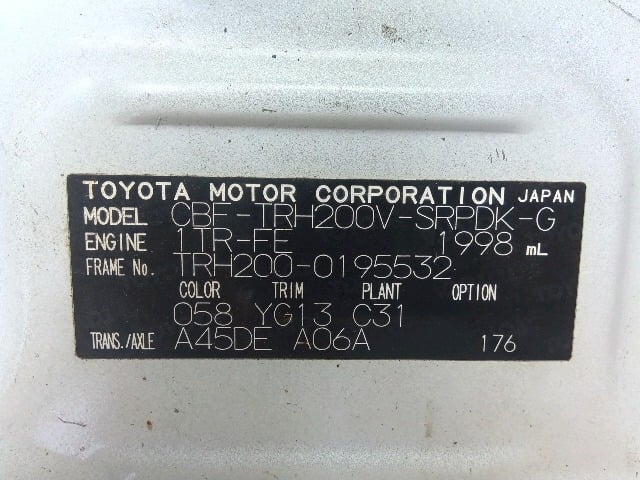 TOYOTA MOTOR CORPORATION JAPAN
MODEL CBF-TRH200V-SRPDK-G
ENGINE 1TR-FE 1998 mL
FRAME No. TRH200-0195532
COLOR TRIM PLANT OPTION
058 YG13 C31
TRANS./AXLE A45DE A06A 176